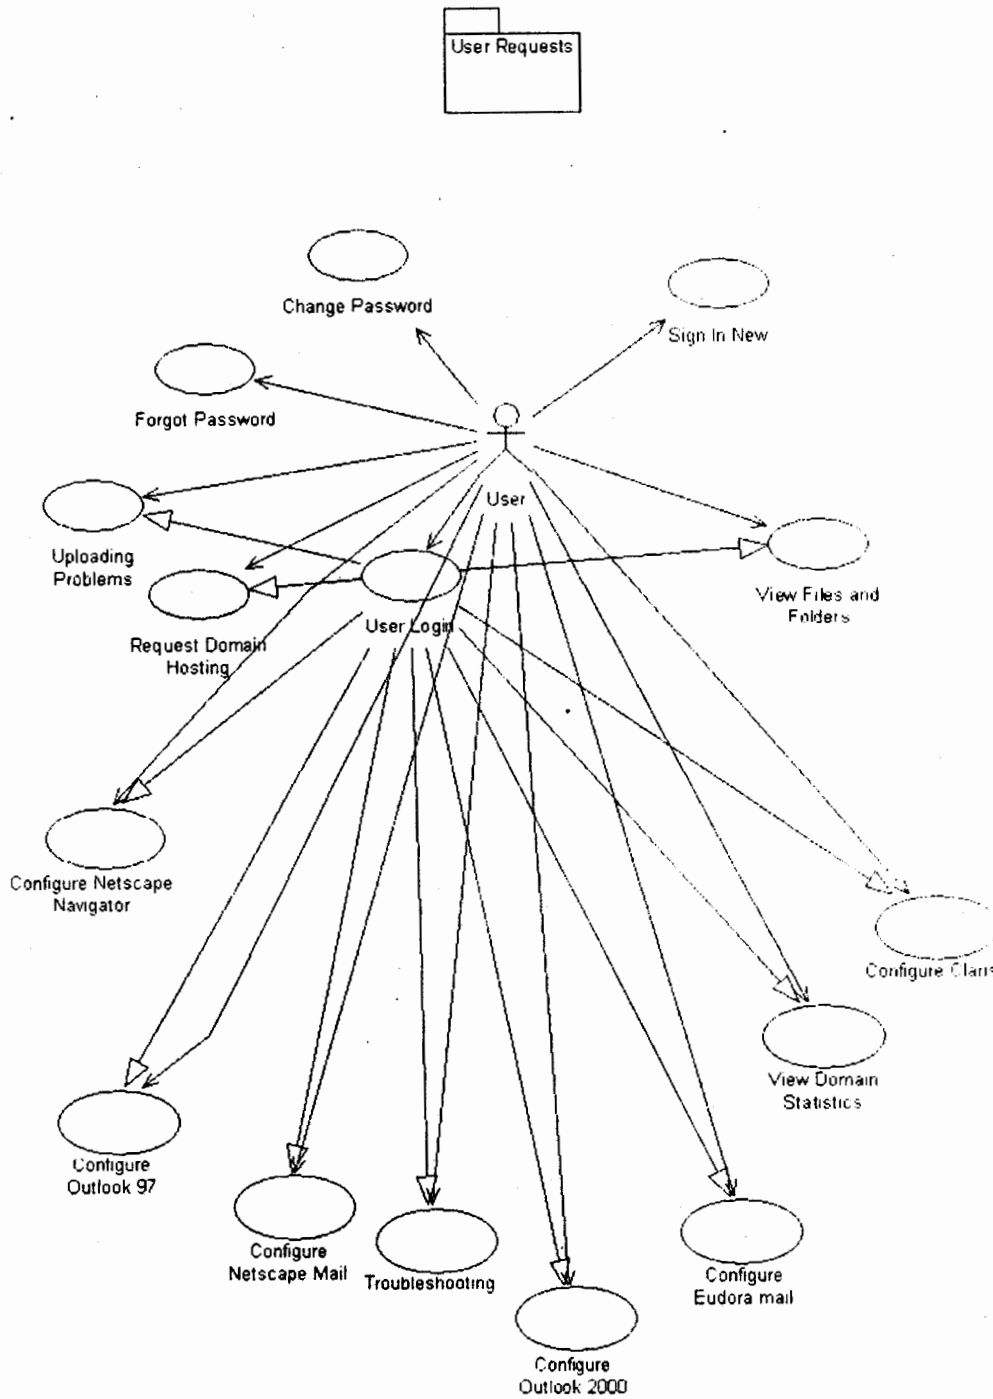 User Requests
Change Password
Sign In New
Forgot Password
User
Uploading
Problems
View Files and
Folders
User Login
Request Domain
Hosting
Configure Netscape
Navigator
Configure Claris
View Domain
Statistics
Configure
Outlook 97
Configure
Netscape Mail
Troubleshooting
Configure
Eudora mail
Configure
Outlook 2000